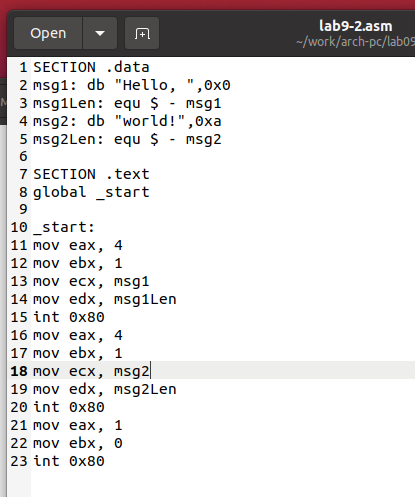 Open
lab9-2.asm
~/work/arch-pc/lab09
1 SECTION .data
2 msg1: db "Hello, ",0x0
3 msg1Len: equ $ - msg1
4 msg2: db "world!",0xa
5 msg2Len: equ $ - msg2
6
7 SECTION .text
8 global _start
9
10 _start:
11 mov eax, 4
12 mov ebx, 1
13 mov ecx, msg1
14 mov edx, msg1Len
15 int 0x80
16 mov eax, 4
17 mov ebx, 1
18 mov ecx, msg2
19 mov edx, msg2Len
20 int 0x80
21 mov eax, 1
22 mov ebx, 0
23 int 0x80